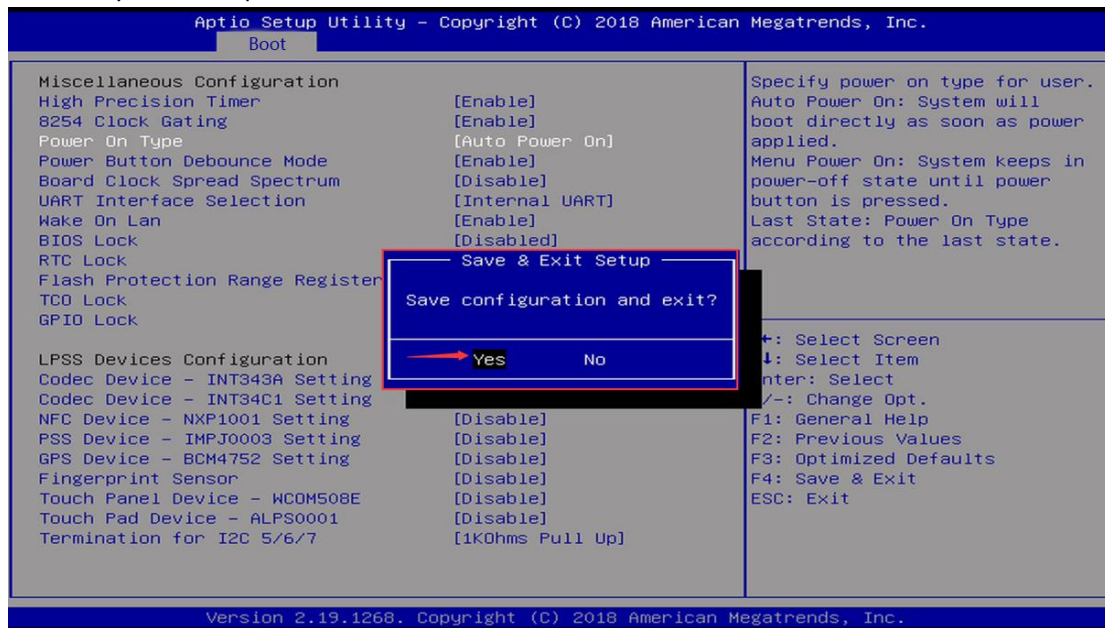 Aptio Setup Utility – Copyright (C) 2018 American Megatrends, Inc.
Boot
Miscellaneous Configuration
High Precision Timer [Enable]
8254 Clock Gating [Enable]
Power On Type [Auto Power On]
Power Button Debounce Mode [Enable]
Board Clock Spread Spectrum [Disable]
UART Interface Selection [Internal UART]
Wake On Lan [Enable]
BIOS Lock [Disabled]
RTC Lock
Flash Protection Range Register
TCO Lock
GPIO Lock
LPSS Devices Configuration
Codec Device – INT343A Setting
Codec Device – INT34C1 Setting
NFC Device – NXP1001 Setting [Disable]
PSS Device – IMPJ0003 Setting [Disable]
GPS Device – BCM4752 Setting [Disable]
Fingerprint Sensor [Disable]
Touch Panel Device – WCOM508E [Disable]
Touch Pad Device – ALPS0001 [Disable]
Termination for I2C 5/6/7 [1KOhms Pull Up]
Save & Exit Setup
Save configuration and exit?
Yes No
Specify power on type for user.
Auto Power On: System will
boot directly as soon as power
applied.
Menu Power On: System keeps in
power-off state until power
button is pressed.
Last State: Power On Type
according to the last state.
: Select Screen
: Select Item
nter: Select
/-: Change Opt.
F1: General Help
F2: Previous Values
F3: Optimized Defaults
F4: Save & Exit
ESC: Exit
Version 2.19.1268. Copyright (C) 2018 American Megatrends, Inc.